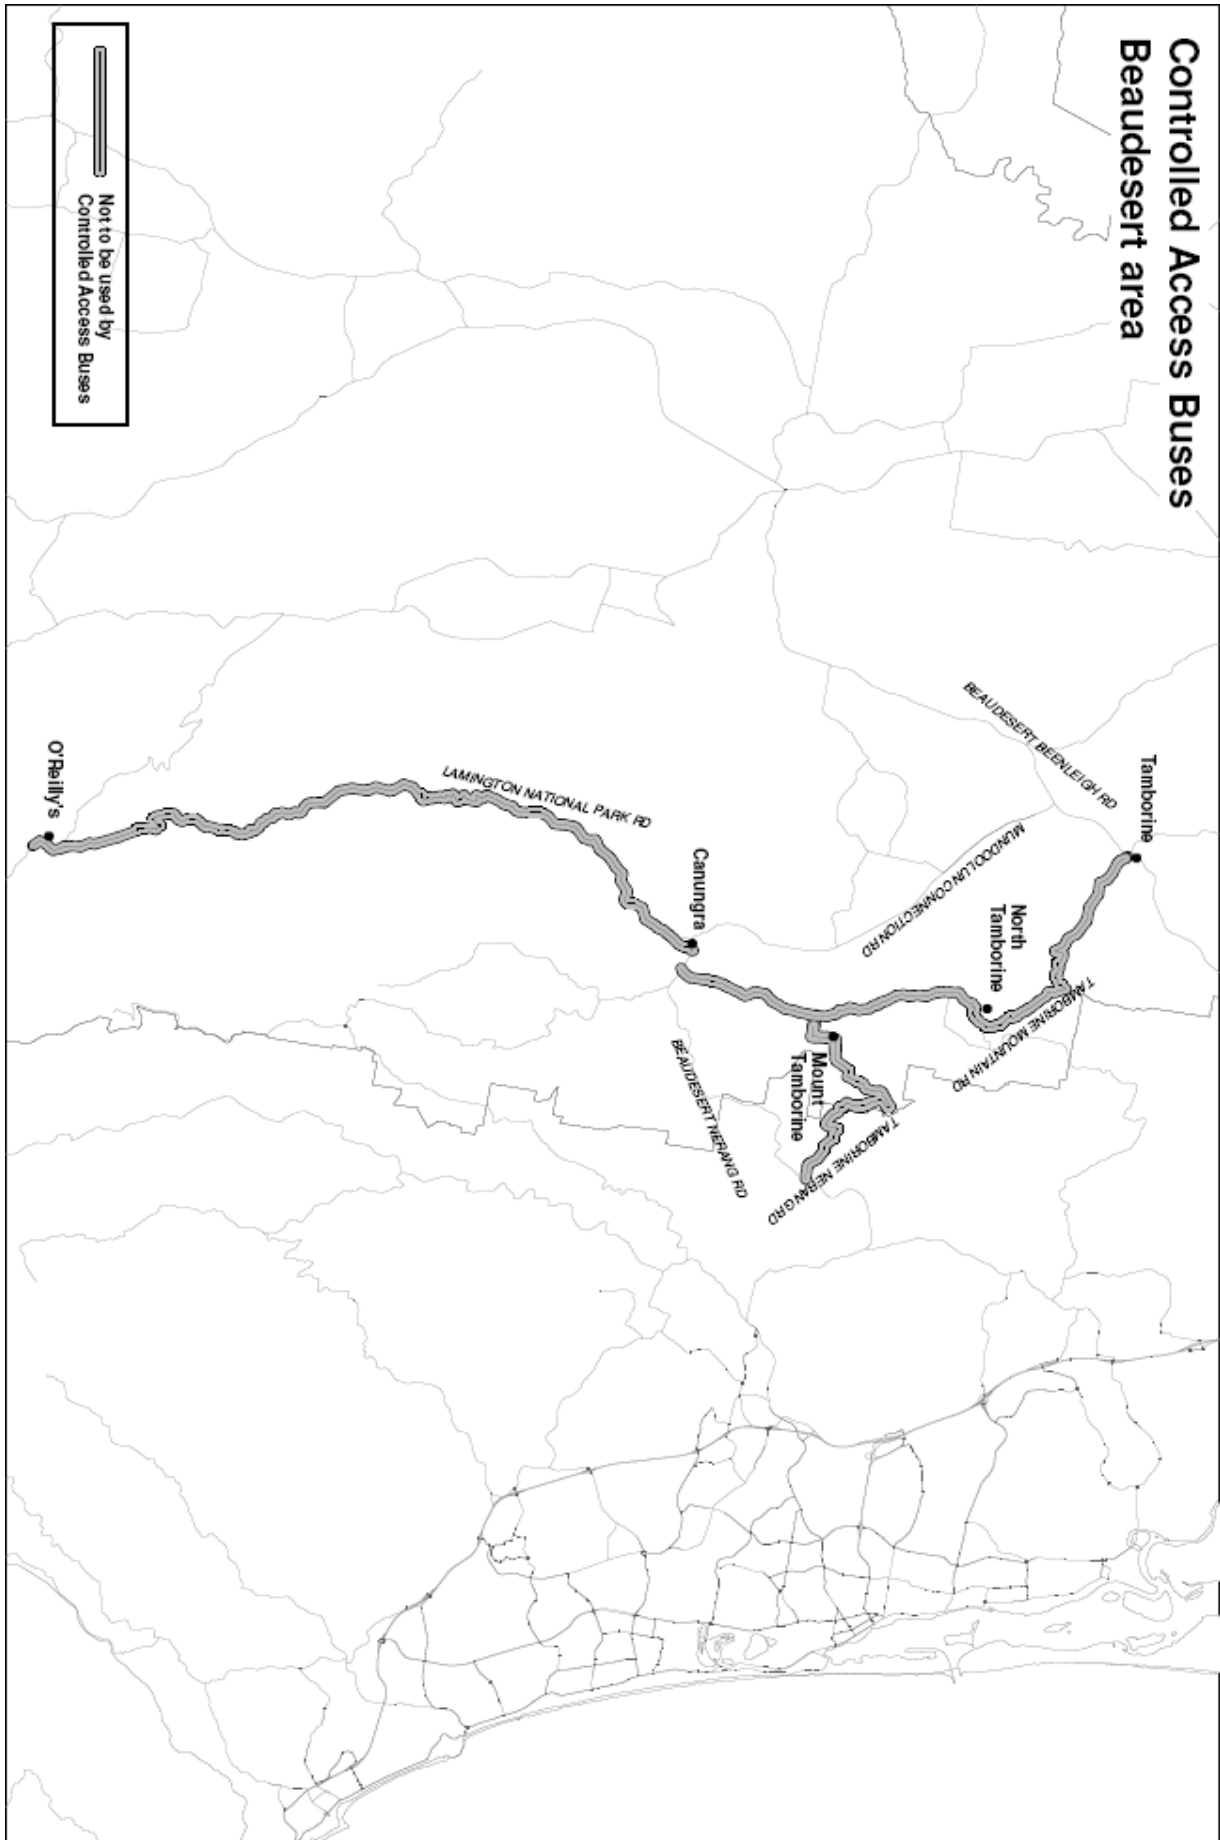 Controlled Access Buses
Beaudesert area
Tamborine
BEAUDESERT BEENLEIGH RD
North
Tamborine
TAMBORINE MOUNTAIN RD
MUNDOOLUN CONNECTION RD
Mount
Tamborine
TAMBORINE NERANG RD
Canungra
BEAUDESERT NERANG RD
LAMINGTON NATIONAL PARK RD
O'Reilly's
Not to be used by
Controlled Access Buses